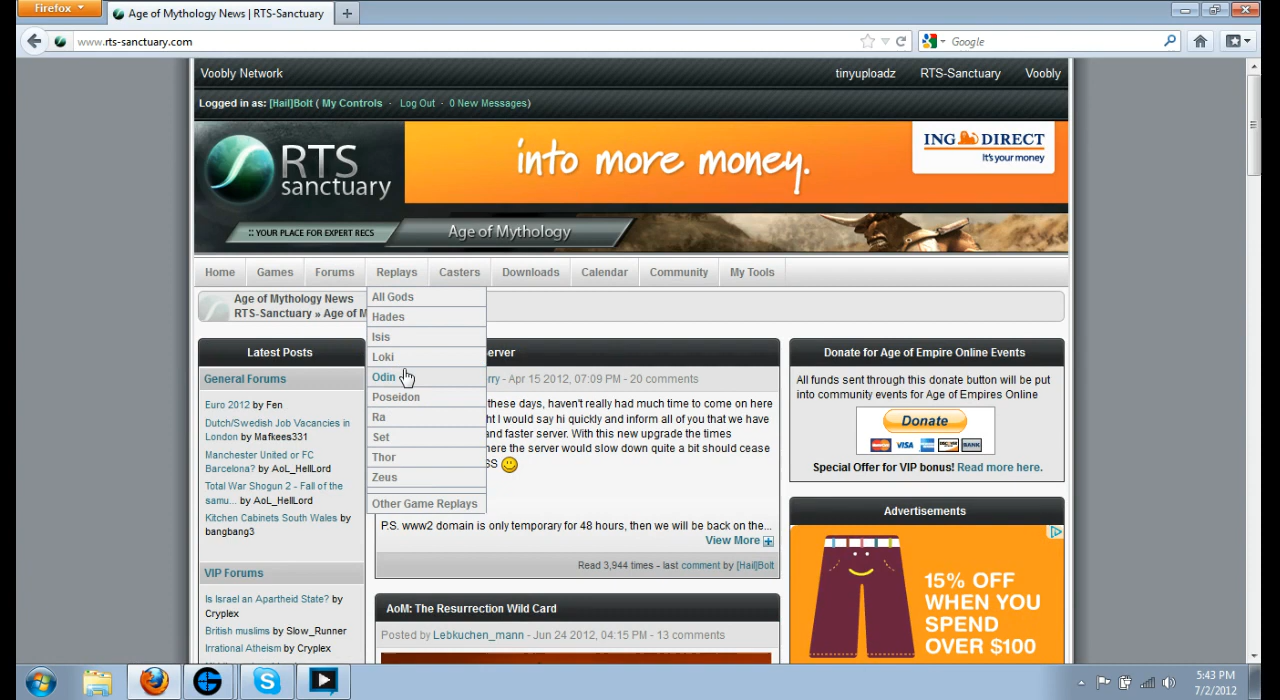 Firefox
Age of Mythology News | RTS-Sanctuary
www.rts-sanctuary.com
Google
Voobly Network
tinyuploadz RTS-Sanctuary Voobly
Logged in as: [Hail]Bolt ( My Controls · Log Out · 0 New Messages)
RTS
sanctuary
into more money.
ING DIRECT
It's your money
:: YOUR PLACE FOR EXPERT RECS
Age of Mythology
Home Games Forums Replays Casters Downloads Calendar Community My Tools
Age of Mythology News
RTS-Sanctuary » Age of M
All Gods
Hades
Isis
Loki
Odin
Poseidon
Ra
Set
Thor
Zeus
Other Game Replays
Latest Posts
General Forums
Euro 2012 by Fen
Dutch/Swedish Job Vacancies in
London by Mafkees331
Manchester United or FC
Barcelona? by AoL_HellLord
Total War Shogun 2 - Fall of the
samu... by AoL_HellLord
Kitchen Cabinets South Wales by
bangbang3
VIP Forums
Is Israel an Apartheid State? by
Cryplex
British muslims by Slow_Runner
Irrational Atheism by Cryplex
erver
rry - Apr 15 2012, 07:09 PM - 20 comments
these days, haven't really had much time to come on here
ht I would say hi quickly and inform all of you that we have
and faster server. With this new upgrade the times
here the server would slow down quite a bit should cease
SS
P.S. www2 domain is only temporary for 48 hours, then we will be back on the...
View More
Read 3,944 times - last comment by [Hail]Bolt
AoM: The Resurrection Wild Card
Posted by Lebkuchen_mann - Jun 24 2012, 04:15 PM - 13 comments
Donate for Age of Empire Online Events
All funds sent through this donate button will be put
into community events for Age of Empires Online
Donate
VISA
BANK
Special Offer for VIP bonus! Read more here.
Advertisements
15% OFF
WHEN YOU
SPEND
OVER $100
5:43 PM
7/2/2012